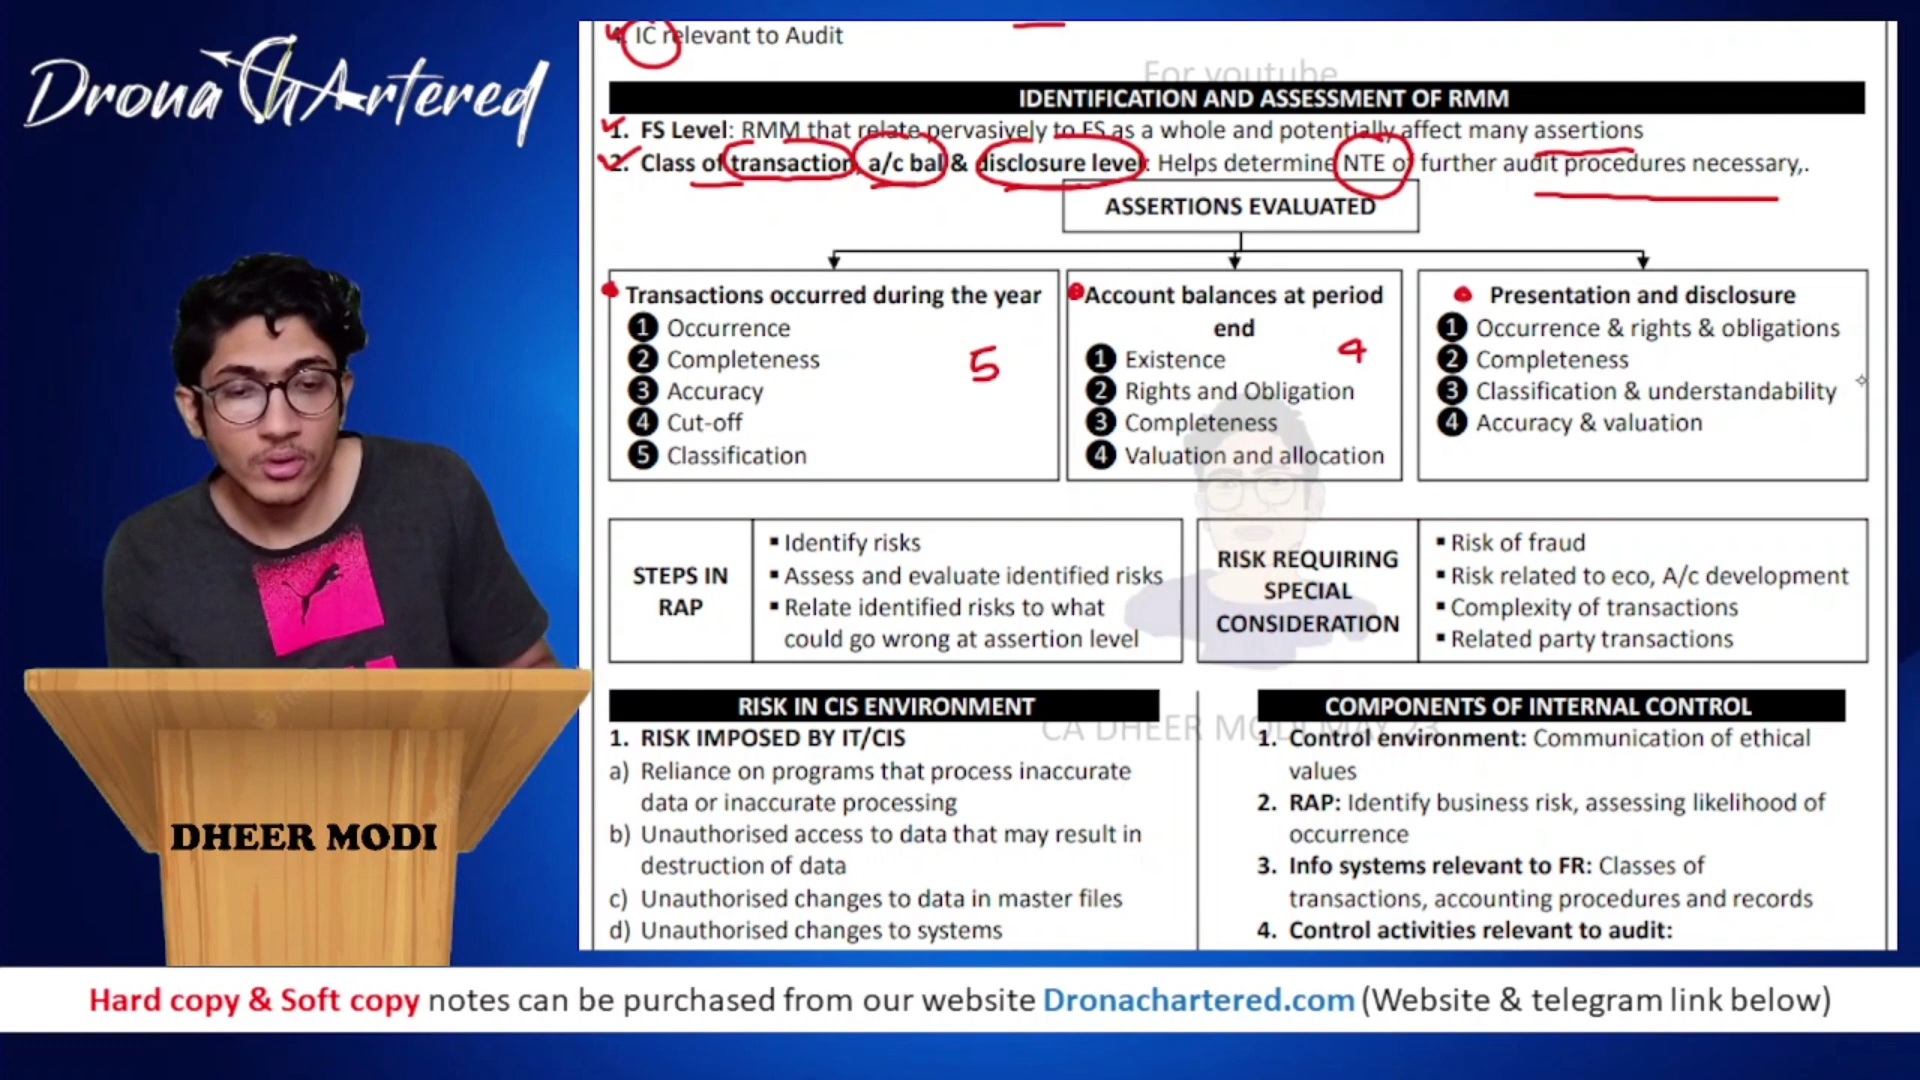 Drona ChArtered
4. IC relevant to Audit
For youtube
IDENTIFICATION AND ASSESSMENT OF RMM
1. FS Level: RMM that relate pervasively to FS as a whole and potentially affect many assertions
2. Class of transaction, a/c bal & disclosure level: Helps determine NTE of further audit procedures necessary,.
ASSERTIONS EVALUATED
Transactions occurred during the year
1 Occurrence
2 Completeness
3 Accuracy
4 Cut-off
5 Classification
5
Account balances at period
end
1 Existence
2 Rights and Obligation
3 Completeness
4 Valuation and allocation
4
Presentation and disclosure
1 Occurrence & rights & obligations
2 Completeness
3 Classification & understandability
4 Accuracy & valuation
STEPS IN
RAP
▪ Identify risks
▪ Assess and evaluate identified risks
▪ Relate identified risks to what
could go wrong at assertion level
RISK REQUIRING
SPECIAL
CONSIDERATION
▪ Risk of fraud
▪ Risk related to eco, A/c development
▪ Complexity of transactions
▪ Related party transactions
RISK IN CIS ENVIRONMENT
1. RISK IMPOSED BY IT/CIS
a) Reliance on programs that process inaccurate
data or inaccurate processing
b) Unauthorised access to data that may result in
destruction of data
c) Unauthorised changes to data in master files
d) Unauthorised changes to systems
CA DHEER MODI MAY 23
COMPONENTS OF INTERNAL CONTROL
1. Control environment: Communication of ethical
values
2. RAP: Identify business risk, assessing likelihood of
occurrence
3. Info systems relevant to FR: Classes of
transactions, accounting procedures and records
4. Control activities relevant to audit:
DHEER MODI
Hard copy & Soft copy notes can be purchased from our website Dronachartered.com (Website & telegram link below)